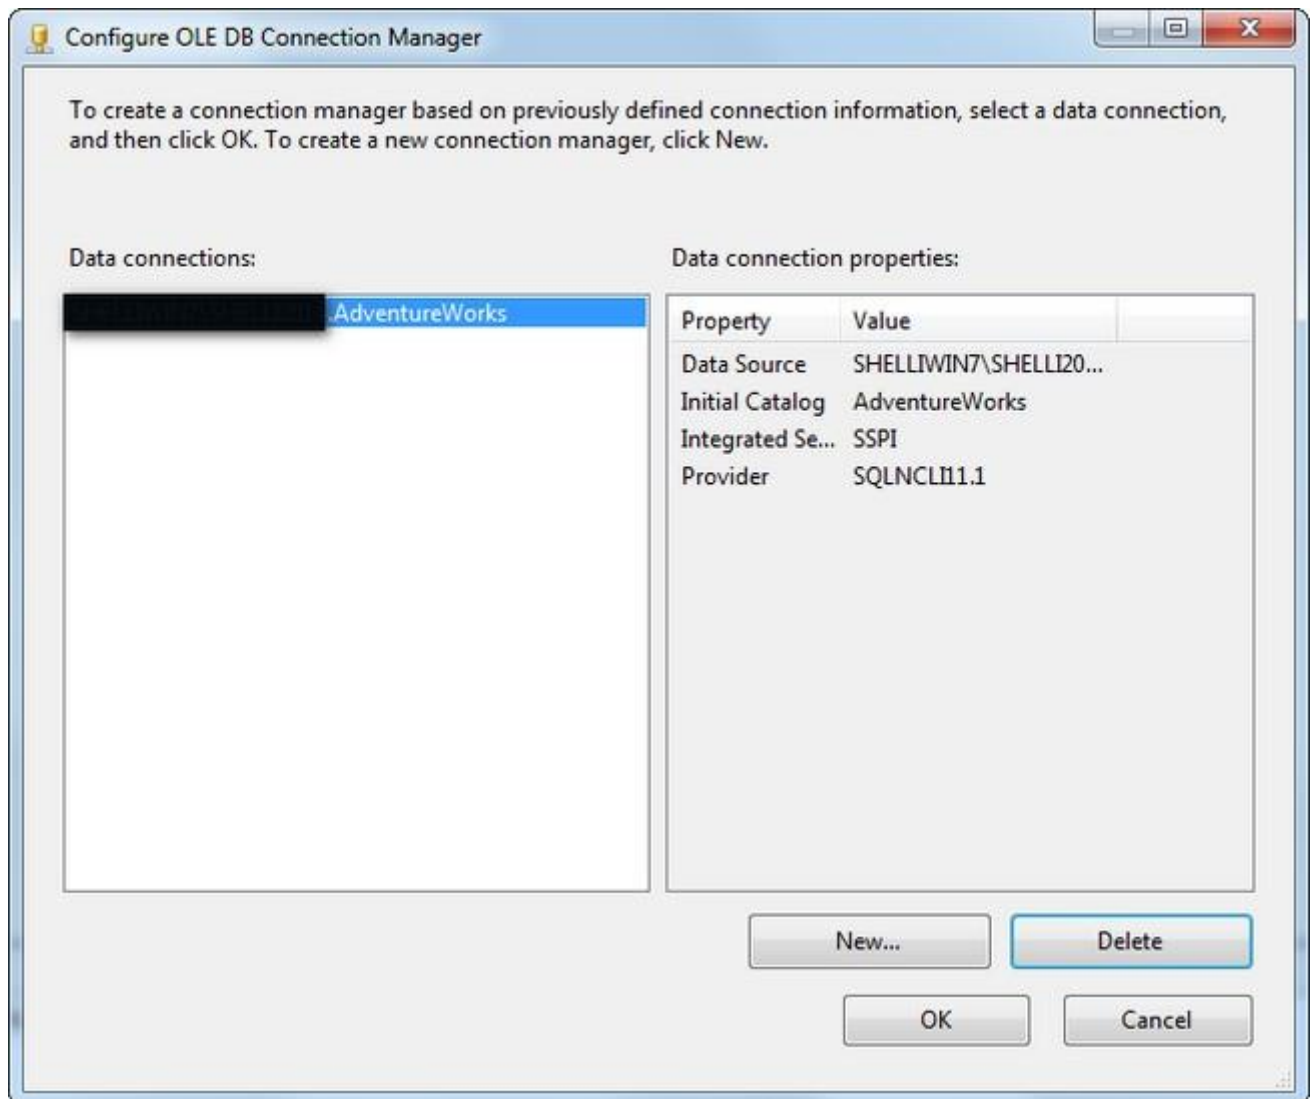 Configure OLE DB Connection Manager
To create a connection manager based on previously defined connection information, select a data connection,
and then click OK. To create a new connection manager, click New.
Data connections:
.AdventureWorks
Data connection properties:
Property Value
Data Source SHELLIWIN7\SHELLI20...
Initial Catalog AdventureWorks
Integrated Se... SSPI
Provider SQLNCLI11.1
New... Delete
OK Cancel